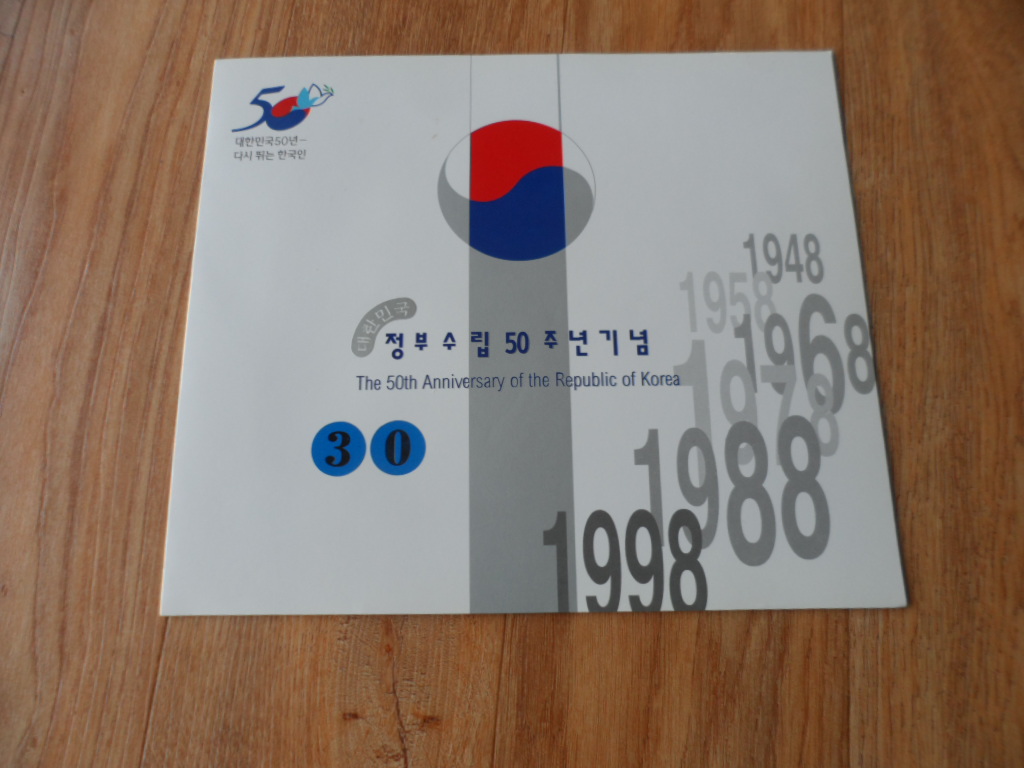 50
대한민국50년-
다시 뛰는 한국인
대한민국
정부수립 50 주년기념
The 50th Anniversary of the Republic of Korea
30
1948
1958
1968
1978
1988
1998